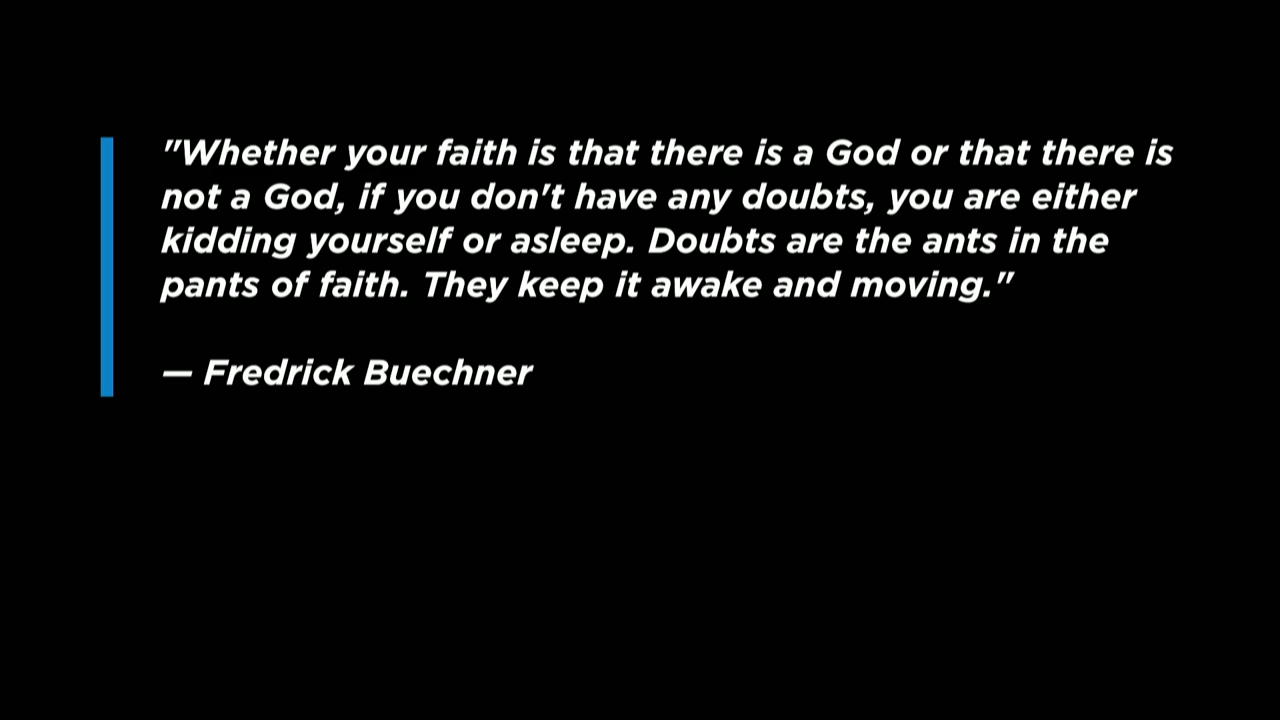 "Whether your faith is that there is a God or that there is
not a God, if you don't have any doubts, you are either
kidding yourself or asleep. Doubts are the ants in the
pants of faith. They keep it awake and moving."
— Fredrick Buechner